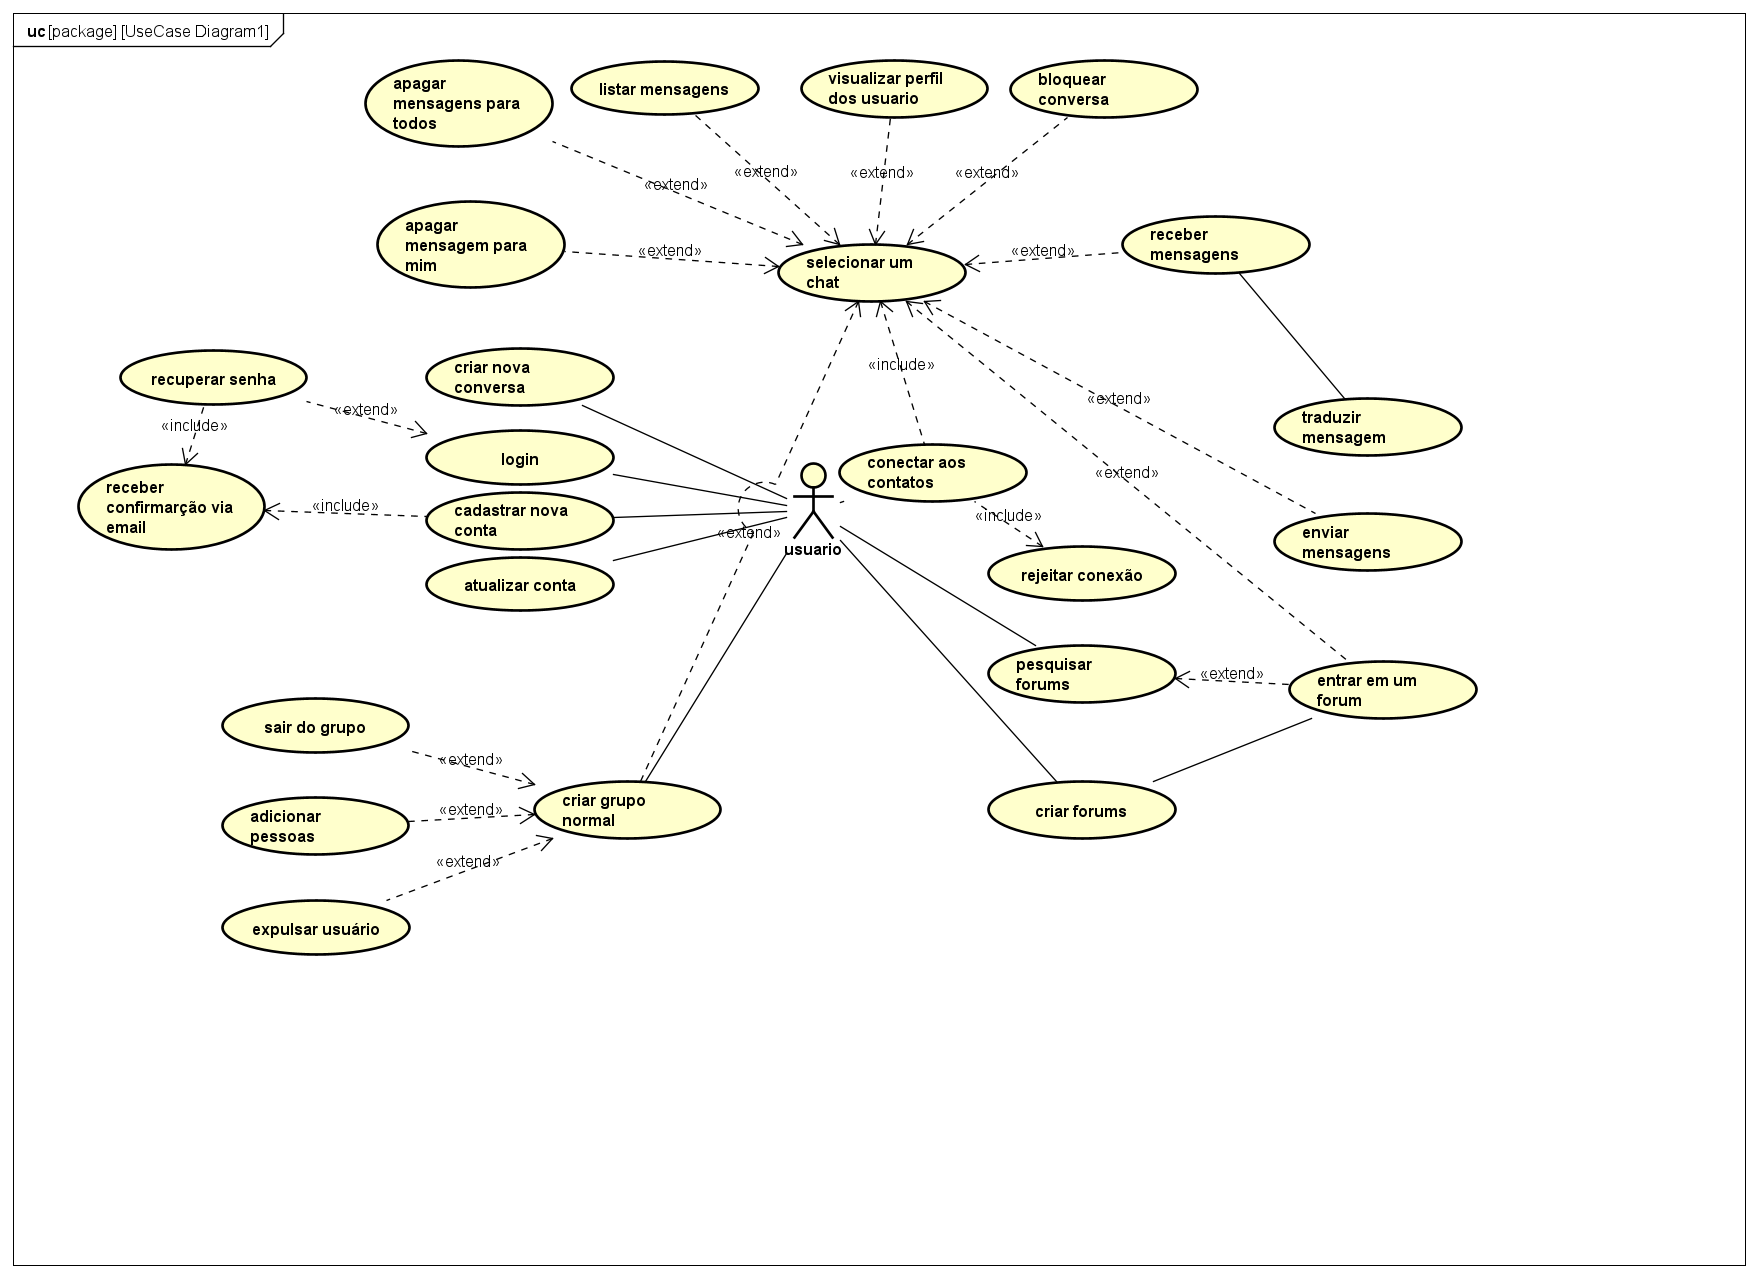 uc [package] [UseCase Diagram1]
apagar
mensagens para
todos
listar mensagens
visualizar perfil
dos usuario
bloquear
conversa
«extend»
«extend»
«extend»
«extend»
apagar
mensagem para
mim
«extend»
selecionar um
chat
«extend»
receber
mensagens
recuperar senha
«extend»
«include»
criar nova
conversa
«include»
«extend»
traduzir
mensagem
login
conectar aos
contatos
«extend»
receber
confirmarção via
email
«include»
cadastrar nova
conta
«extend»
usuario
«include»
enviar
mensagens
atualizar conta
rejeitar conexão
pesquisar
forums
«extend»
entrar em um
forum
sair do grupo
«extend»
adicionar
pessoas
«extend»
criar grupo
normal
criar forums
«extend»
expulsar usuário